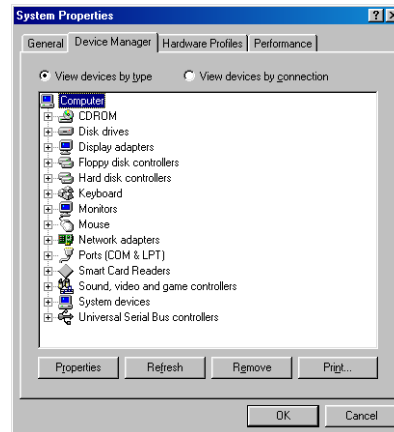 System Properties
General Device Manager Hardware Profiles Performance
View devices by type View devices by connection
Computer
CDROM
Disk drives
Display adapters
Floppy disk controllers
Hard disk controllers
Keyboard
Monitors
Mouse
Network adapters
Ports (COM & LPT)
Smart Card Readers
Sound, video and game controllers
System devices
Universal Serial Bus controllers
Properties Refresh Remove Print...
OK Cancel